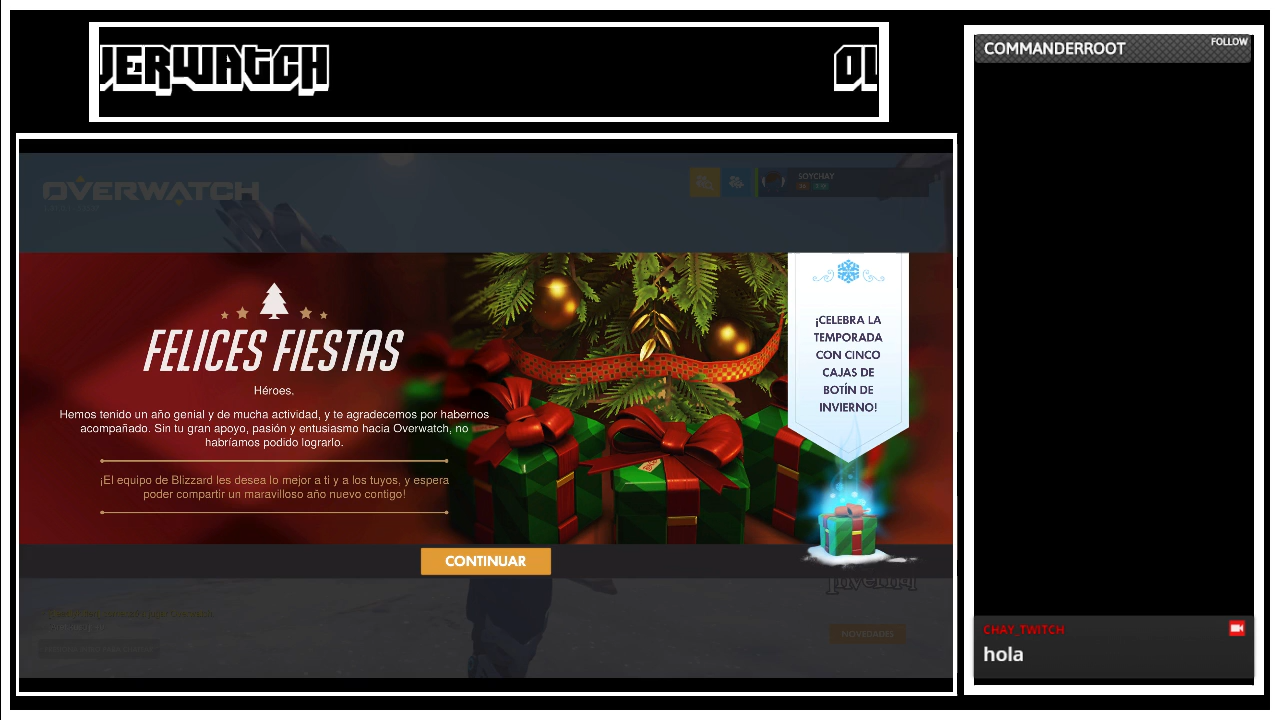 VERWATCH
COMMANDERROOT
FOLLOW
OVERWATCH
SOYCHAY
FELICES FIESTAS
Héroes.
Hemos tenido un año genial y de mucha actividad, y te agradecemos por habernos
acompañado. Sin tu gran apoyo, pasión y entusiasmo hacia Overwatch, no
habríamos podido lograrlo.
¡El equipo de Blizzard les desea lo mejor a ti y a los tuyos, y espera
poder compartir un maravilloso año nuevo contigo!
¡CELEBRA LA
TEMPORADA
CON CINCO
CAJAS DE
BOTÍN DE
INVIERNO!
CONTINUAR
NOVEDADES
CHAY_TWITCH
hola